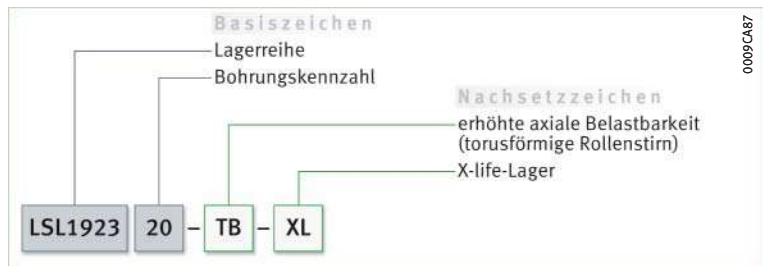 Basiszeichen
Lagerreihe
Bohrungskennzahl
Nachsetzzeichen
erhöhte axiale Belastbarkeit
(torusförmige Rollenstirn)
X-life-Lager
LSL1923 20 – TB – XL
0009CA87